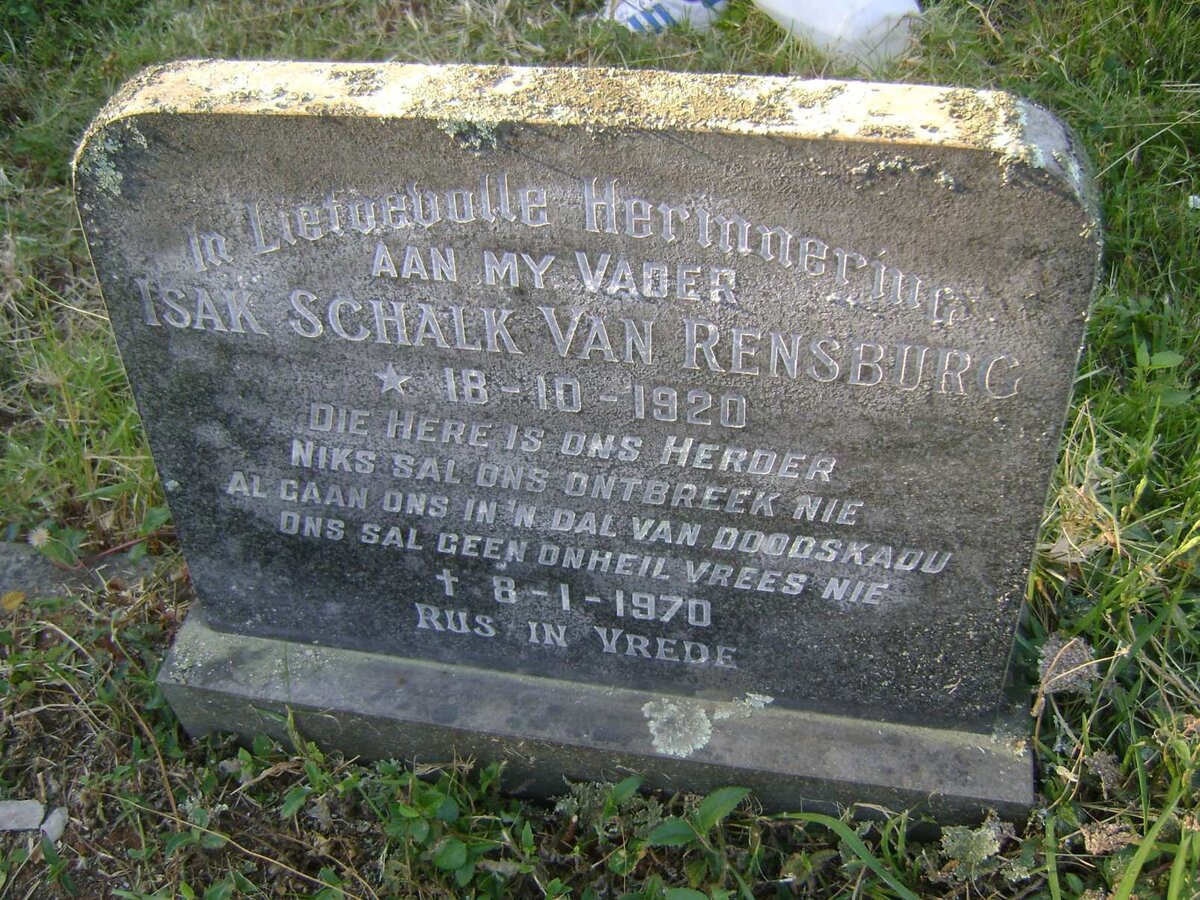 In Liefdevolle Herinnering
AAN MY VADER
ISAK SCHALK VAN RENSBURG
★ 18-10-1920
DIE HERE IS ONS HERDER
NIKS SAL ONS ONTBREEK NIE
AL GAAN ONS IN 'N DAL VAN DOODSKADU
ONS SAL GEEN ONHEIL VREES NIE
† 8-1-1970
RUS IN VREDE